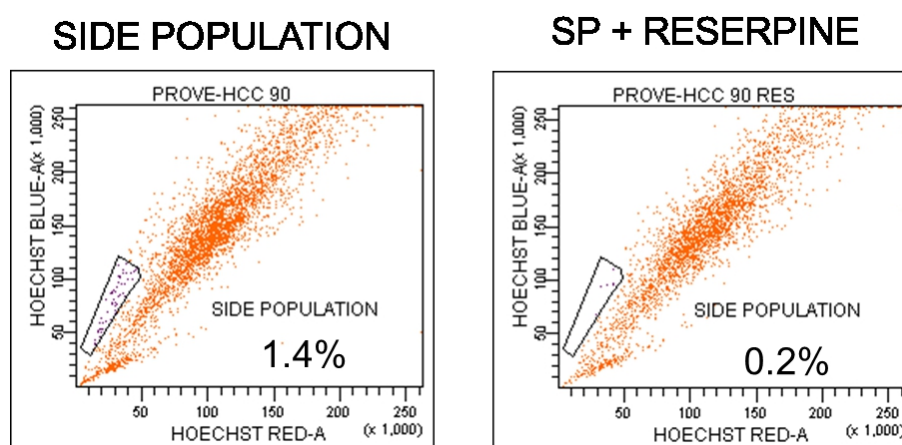 SIDE POPULATION
PROVE-HCC 90
HOECHST BLUE-A(x 1,000)
250
200
150
100
50
SIDE POPULATION
1.4%
50 100 150 200 250
HOECHST RED-A (x 1,000)
SP + RESERPINE
PROVE-HCC 90 RES
HOECHST BLUE-A(x 1,000)
250
200
150
100
50
SIDE POPULATION
0.2%
50 100 150 200 250
HOECHST RED-A (x 1,000)